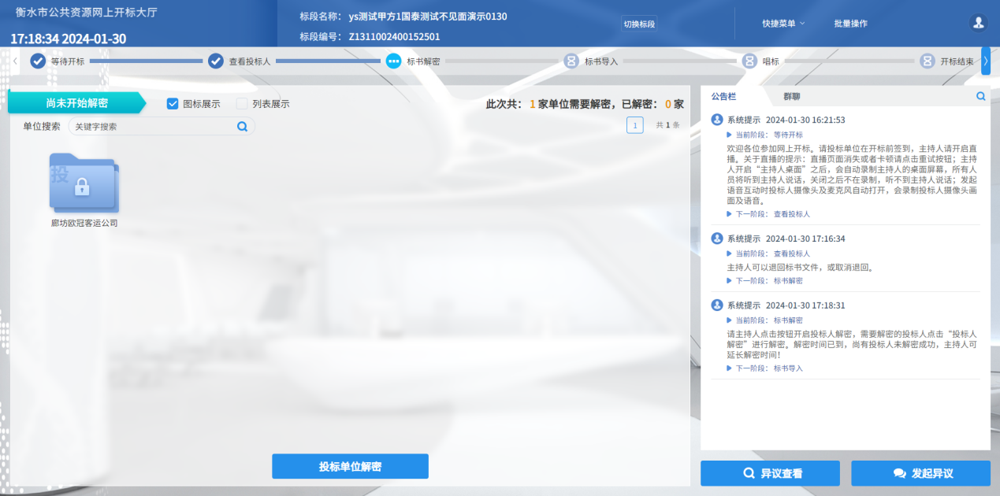 衡水市公共资源网上开标大厅
17:18:34 2024-01-30
标段名称： ys测试甲方1国泰测试不见面演示0130
标段编号： Z1311002400152501
切换标段
快捷菜单
批量操作
等待开标
查看投标人
标书解密
标书导入
唱标
开标结束
尚未开始解密
图标展示
列表展示
此次共： 1 家单位需要解密，已解密： 0 家
单位搜索
关键字搜索
1
共 1 条
投
廊坊欧冠客运公司
投标单位解密
公告栏
群聊
系统提示 2024-01-30 16:21:53
当前阶段： 等待开标
欢迎各位参加网上开标。请投标单位在开标前签到，主持人请开启直
播。关于直播的提示：直播页面消失或者卡顿请点击重试按钮；主持
人开启“主持人桌面”之后，会自动录制主持人的桌面屏幕，所有人
员将听到主持人说话，关闭之后不在录制，听不到主持人说话；发起
语音互动时投标人摄像头及麦克风自动打开，会录制投标人摄像头画
面及语音。
下一阶段： 查看投标人
系统提示 2024-01-30 17:16:34
当前阶段： 查看投标人
主持人可以退回标书文件，或取消退回。
下一阶段： 标书解密
系统提示 2024-01-30 17:18:31
当前阶段： 标书解密
请主持人点击按钮开启投标人解密，需要解密的投标人点击“投标人
解密”进行解密。解密时间已到，尚有投标人未解密成功，主持人可
延长解密时间！
下一阶段： 标书导入
异议查看
发起异议